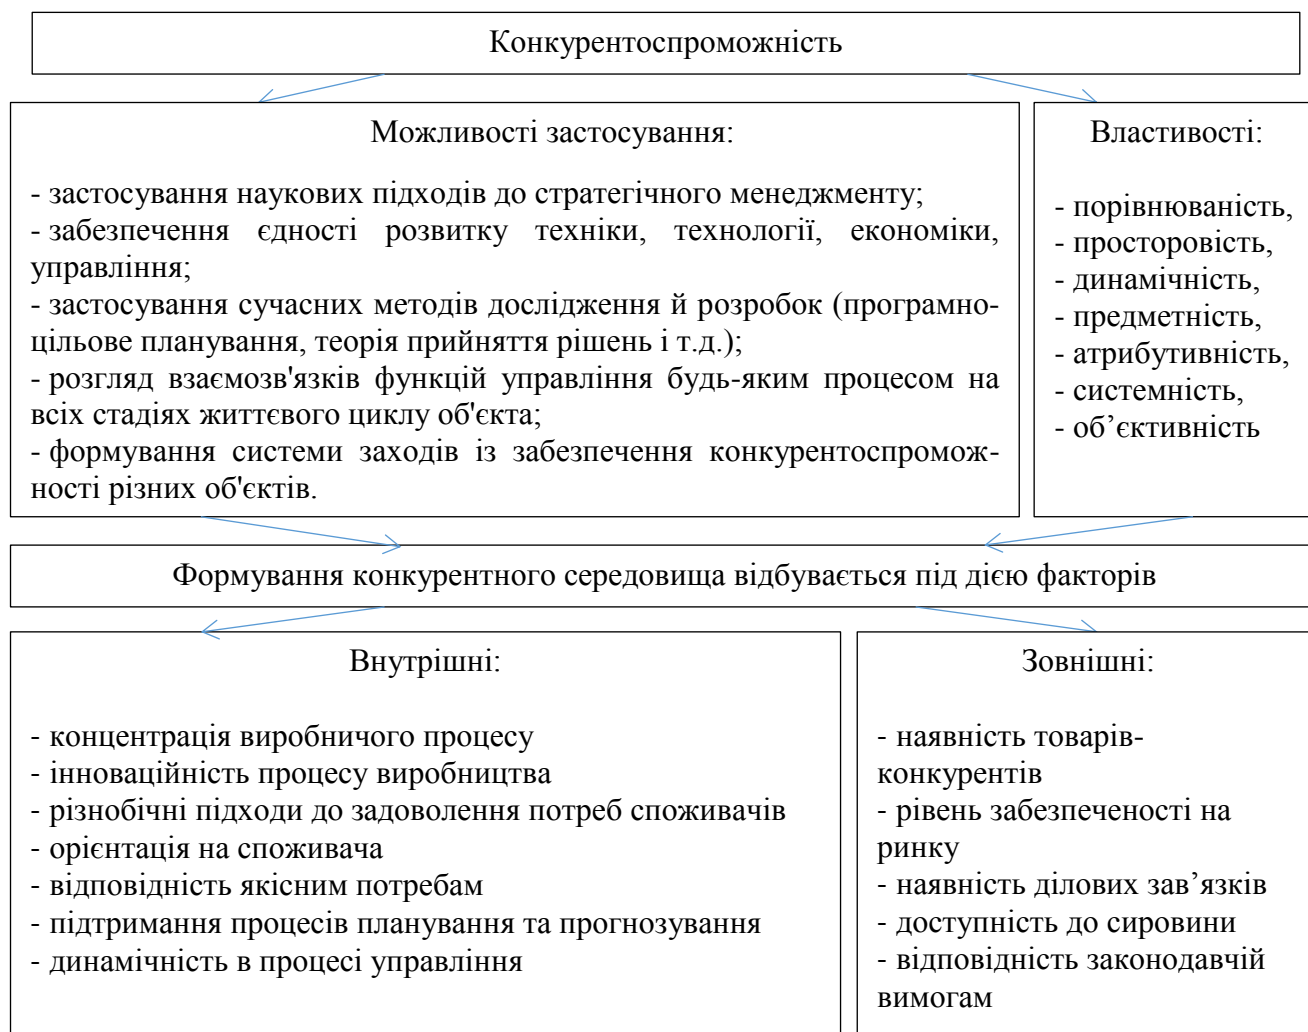 Конкурентоспроможність
Можливості застосування:
- застосування наукових підходів до стратегічного менеджменту;
- забезпечення єдності розвитку техніки, технології, економіки,
управління;
- застосування сучасних методів дослідження й розробок (програмно-
цільове планування, теорія прийняття рішень і т.д.);
- розгляд взаємозв'язків функцій управління будь-яким процесом на
всіх стадіях життєвого циклу об'єкта;
- формування системи заходів із забезпечення конкурентоспромож-
ності різних об'єктів.
Властивості:
- порівнюваність,
- просторовість,
- динамічність,
- предметність,
- атрибутивність,
- системність,
- об’єктивність
Формування конкурентного середовища відбувається під дією факторів
Внутрішні:
- концентрація виробничого процесу
- інноваційність процесу виробництва
- різнобічні підходи до задоволення потреб споживачів
- орієнтація на споживача
- відповідність якісним потребам
- підтримання процесів планування та прогнозування
- динамічність в процесі управління
Зовнішні:
- наявність товарів-
конкурентів
- рівень забезпеченості на
ринку
- наявність ділових зав’язків
- доступність до сировини
- відповідність законодавчій
вимогам